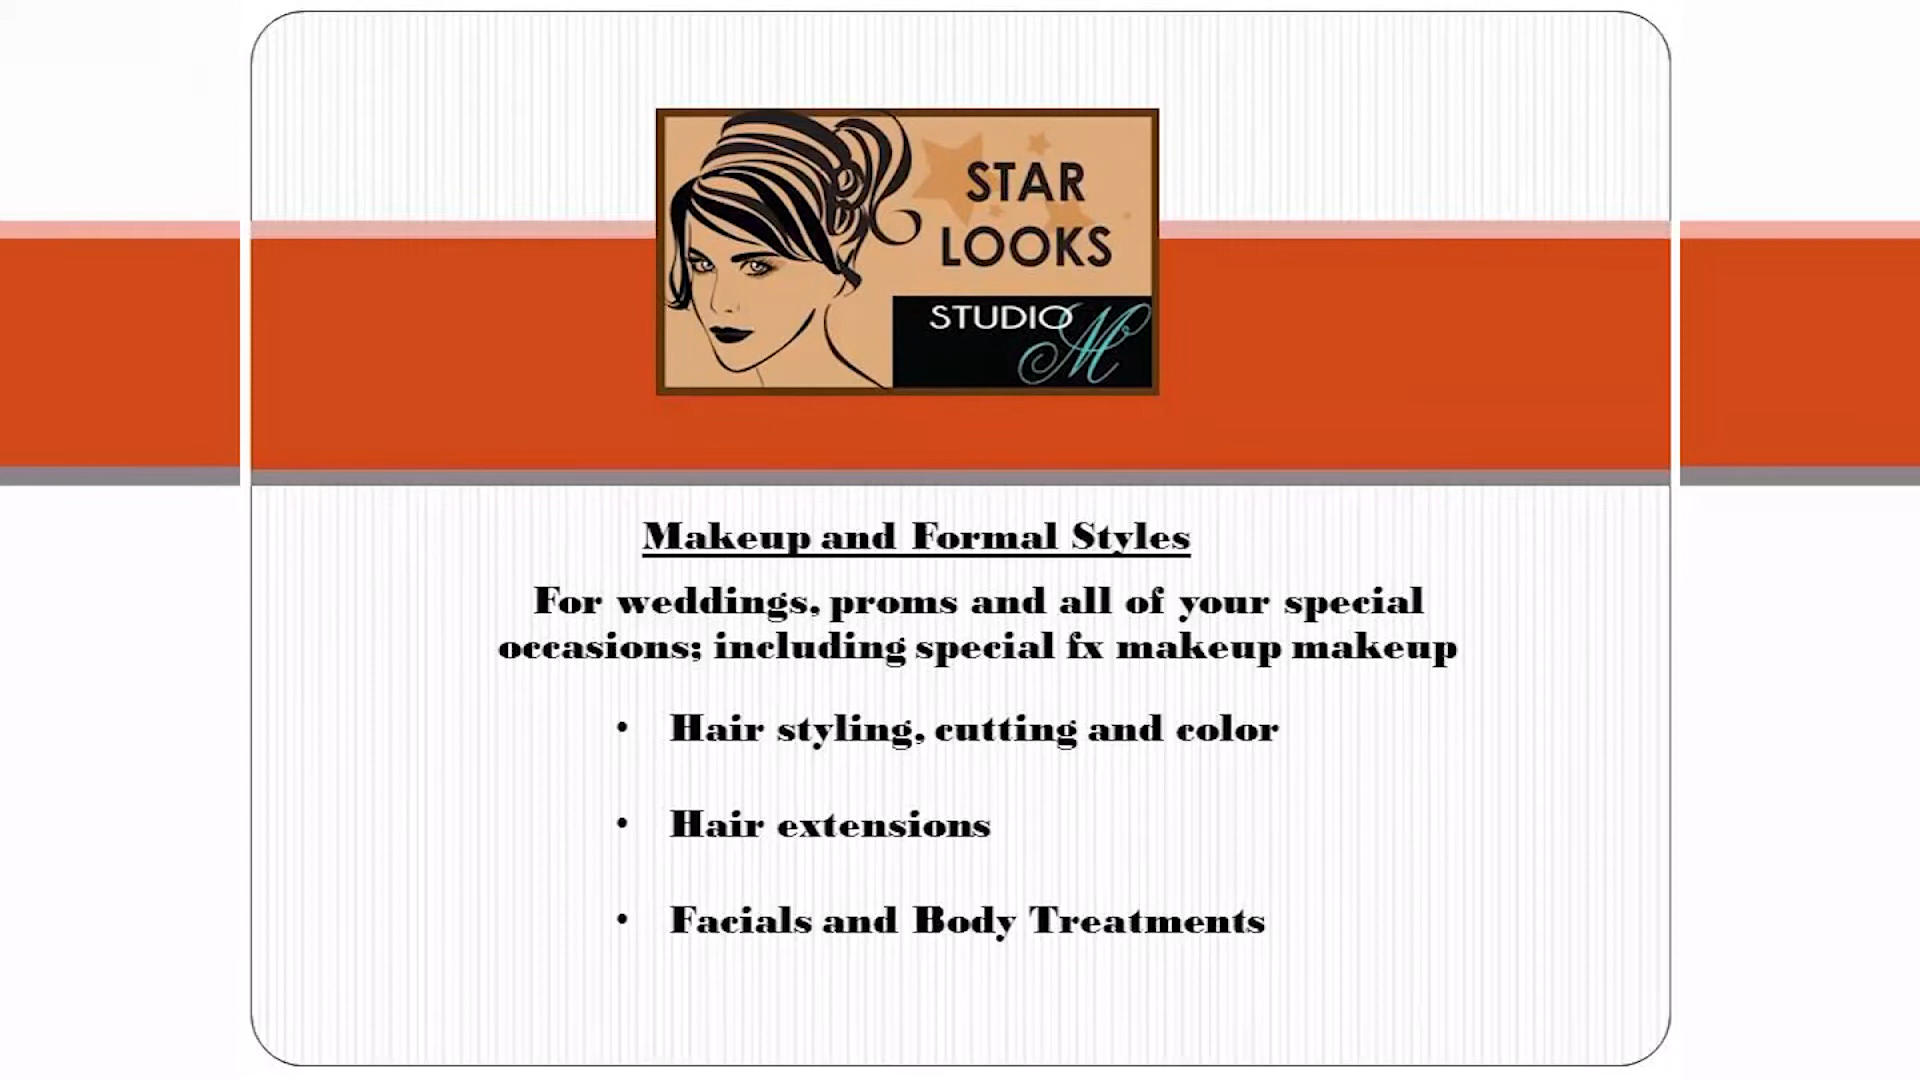 STAR
LOOKS
STUDIO M
Makeup and Formal Styles
For weddings, proms and all of your special
occasions; including special fx makeup makeup
• Hair styling, cutting and color
• Hair extensions
• Facials and Body Treatments